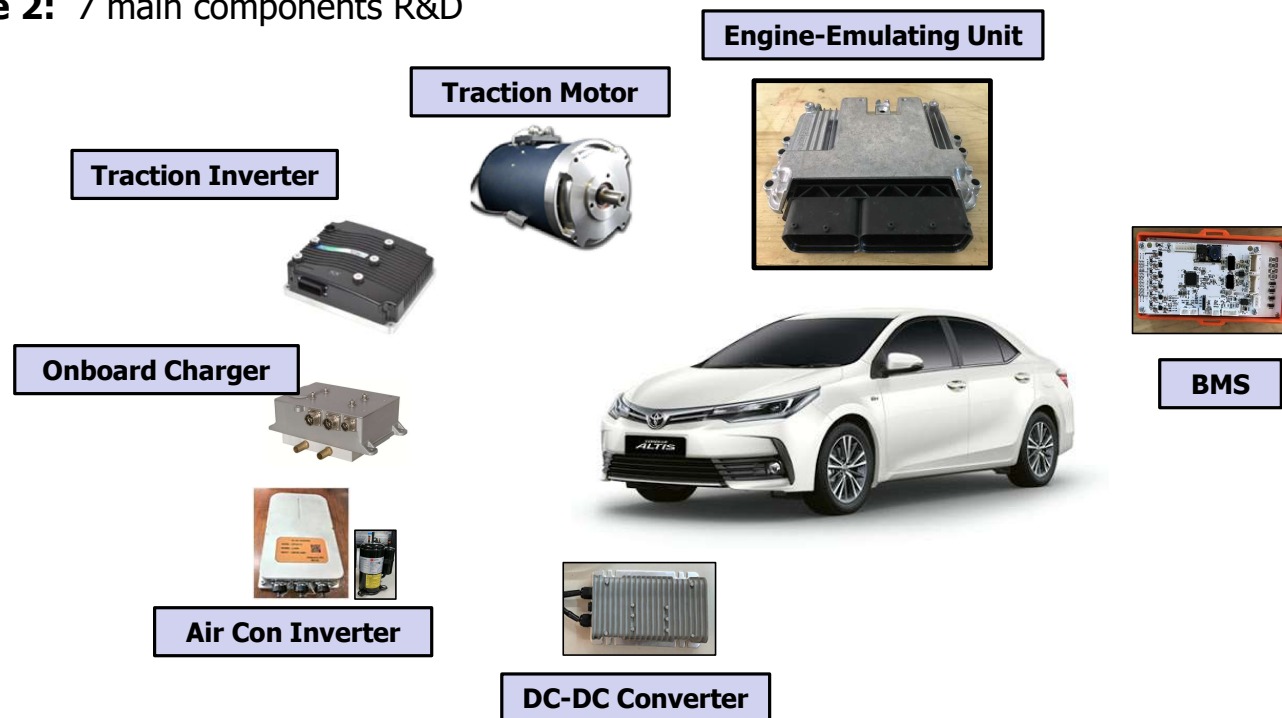 e 2: 7 main components R&D
Engine-Emulating Unit
Traction Motor
Traction Inverter
Onboard Charger
BMS
ALTIS
Air Con Inverter
DC-DC Converter